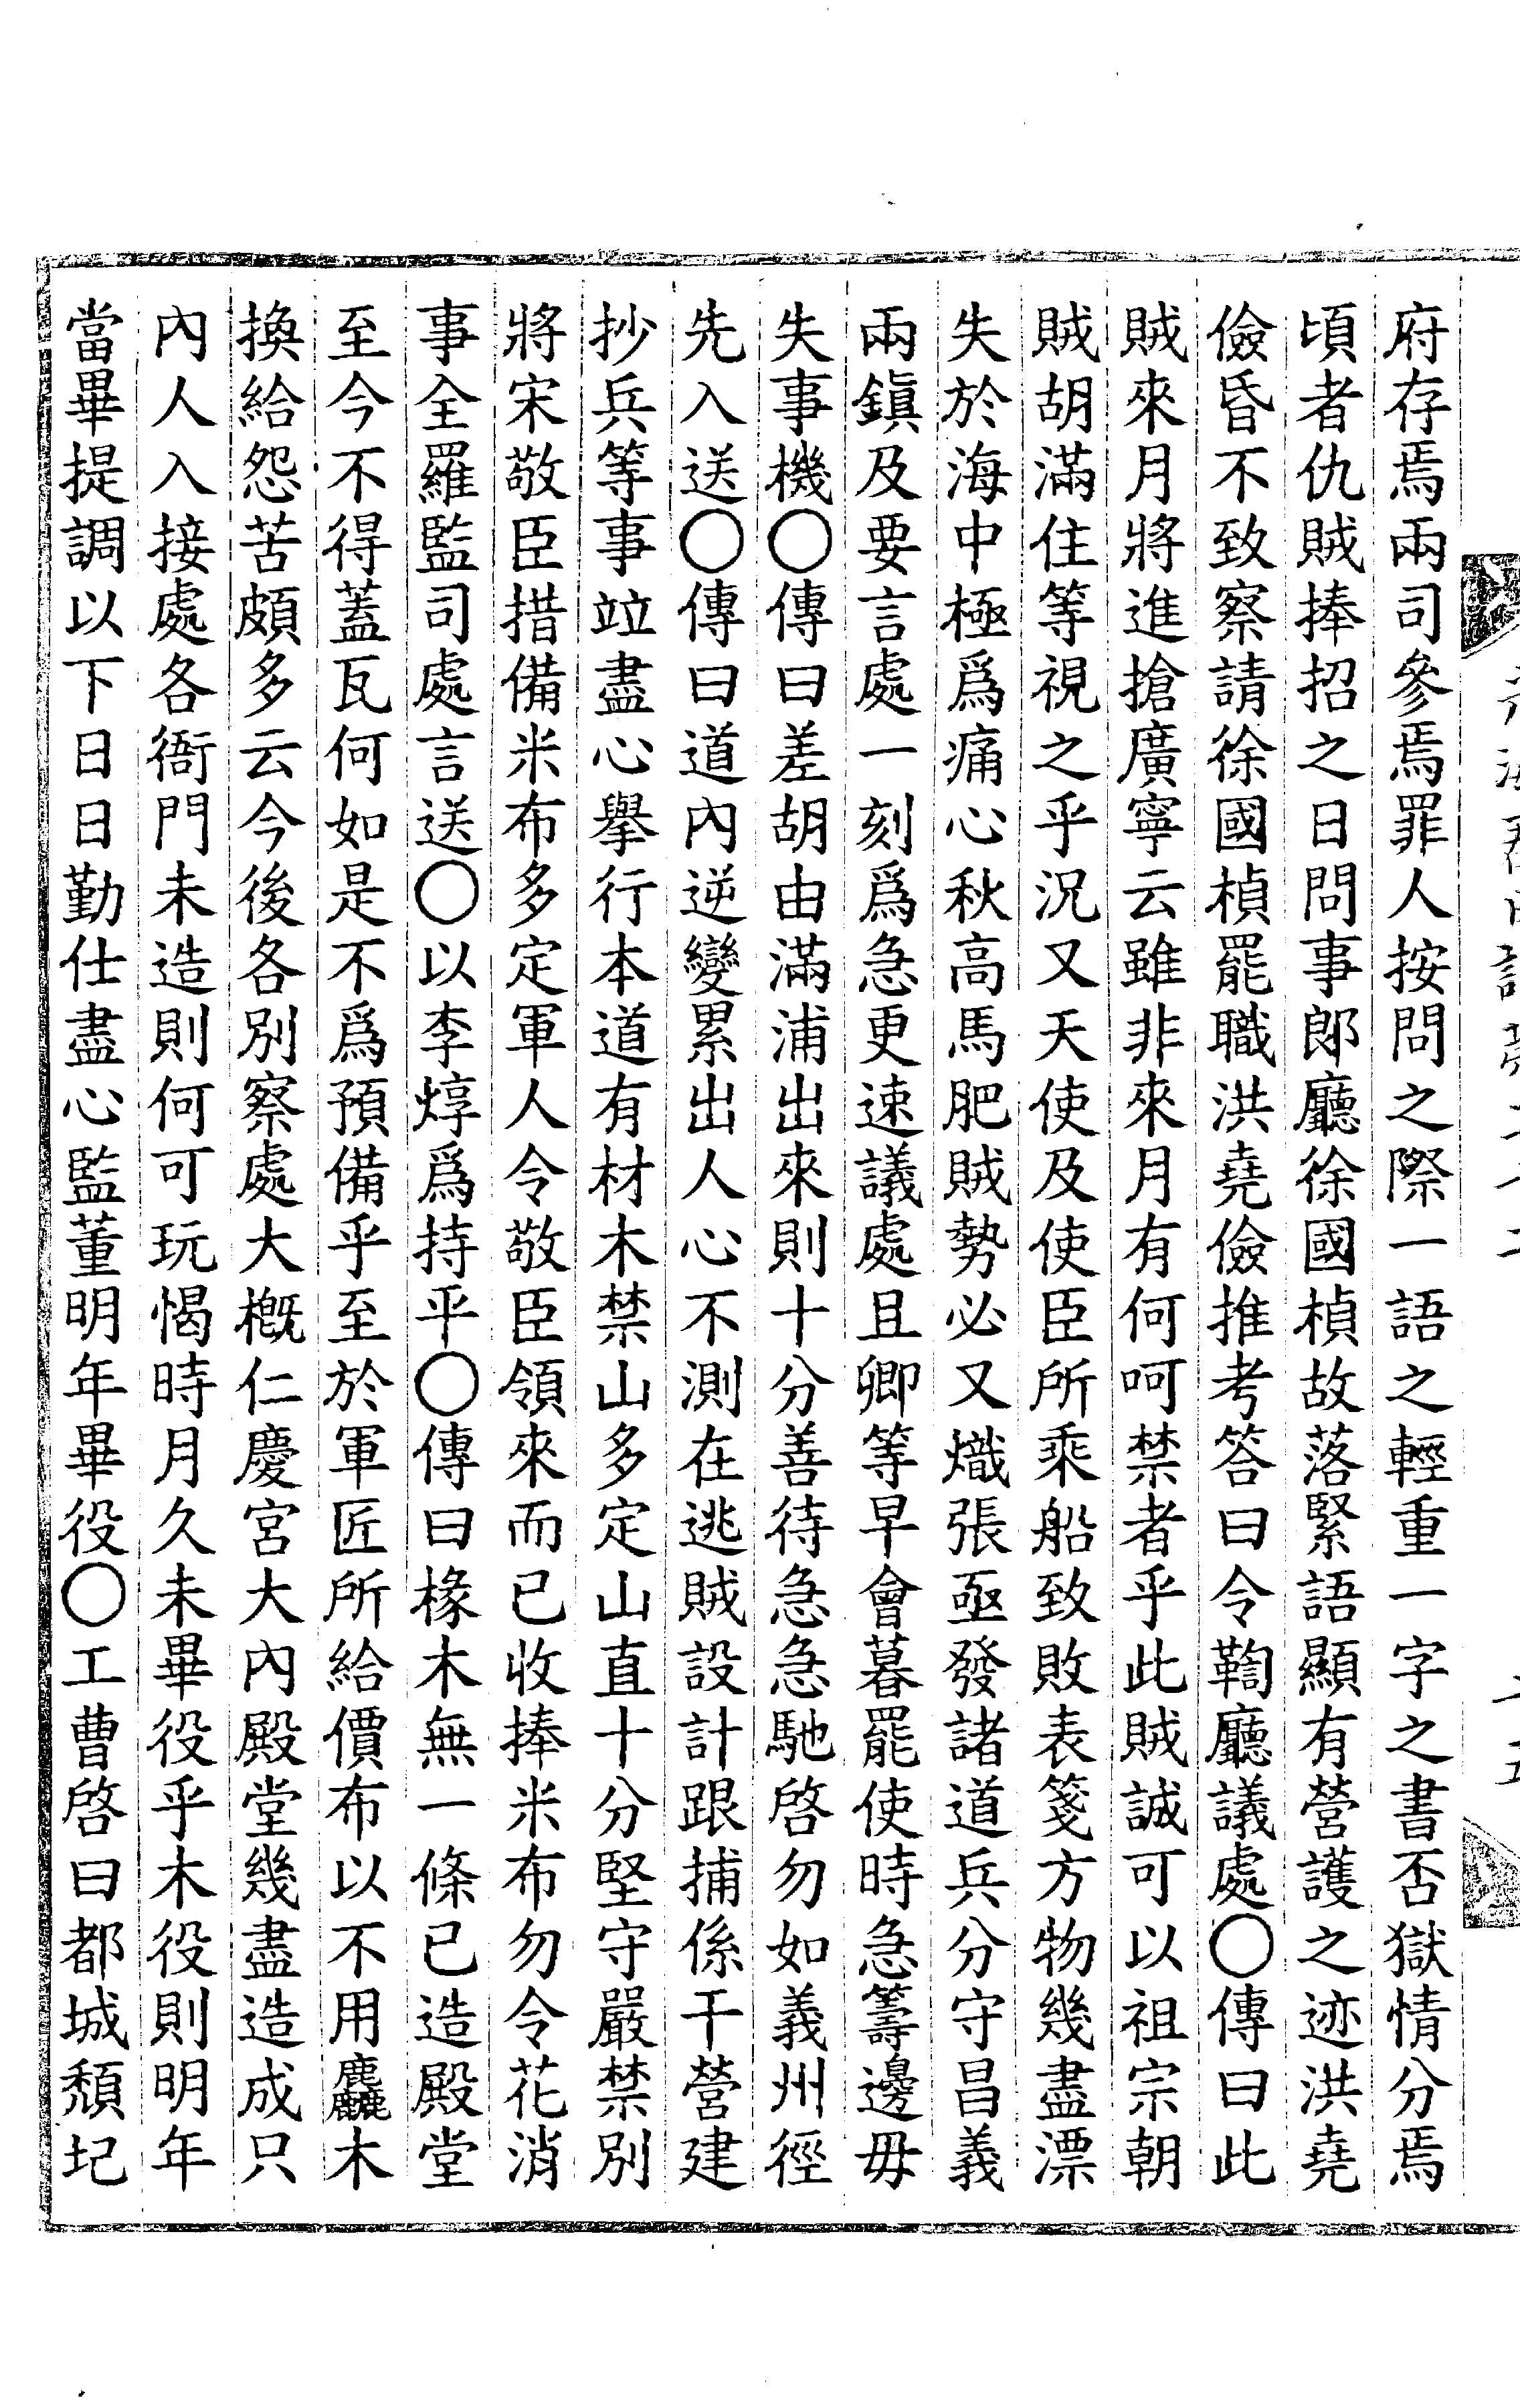 府存焉兩司參焉罪人按問之際一語之輕重一字之書否獄情分焉
頃者仇賊捧招之日問事郎廳徐國楨故落緊語顯有營護之迹洪堯
儉昏不致察請徐國楨罷職洪堯儉推考答曰令鞫廳議處〇傳曰此
賊來月將進搶廣寧云雖非來月有何呵禁者乎此賊誠可以祖宗朝
賊胡滿住等視之乎況又天使及使臣所乘船致敗表箋方物幾盡漂
失於海中極爲痛心秋高馬肥賊勢必又熾張亟發諸道兵分守昌義
兩鎭及要言處一刻爲急更速議處且卿等早會暮罷使時急籌邊毋
失事機〇傳曰差胡由滿浦出來則十分善待急急馳啓勿如義州徑
先入送〇傳曰道內逆變累出人心不測在逃賊設計跟捕係干營建
抄兵等事竝盡心擧行本道有材木禁山多定山直十分堅守嚴禁別
將宋敬臣措備米布多定軍人令敬臣領來而已收捧米布勿令花消
事全羅監司處言送〇以李焞爲持平〇傳曰椽木無一條已造殿堂
至今不得蓋瓦何如是不爲預備乎至於軍匠所給價布以不用麤木
換給怨苦頗多云今後各別察處大槪仁慶宮大內殿堂幾盡造成只
內人入接處各衙門未造則何可玩愒時月久未畢役乎木役則明年
當畢提調以下日日勤仕盡心監董明年畢役〇工曹啓曰都城頹圮